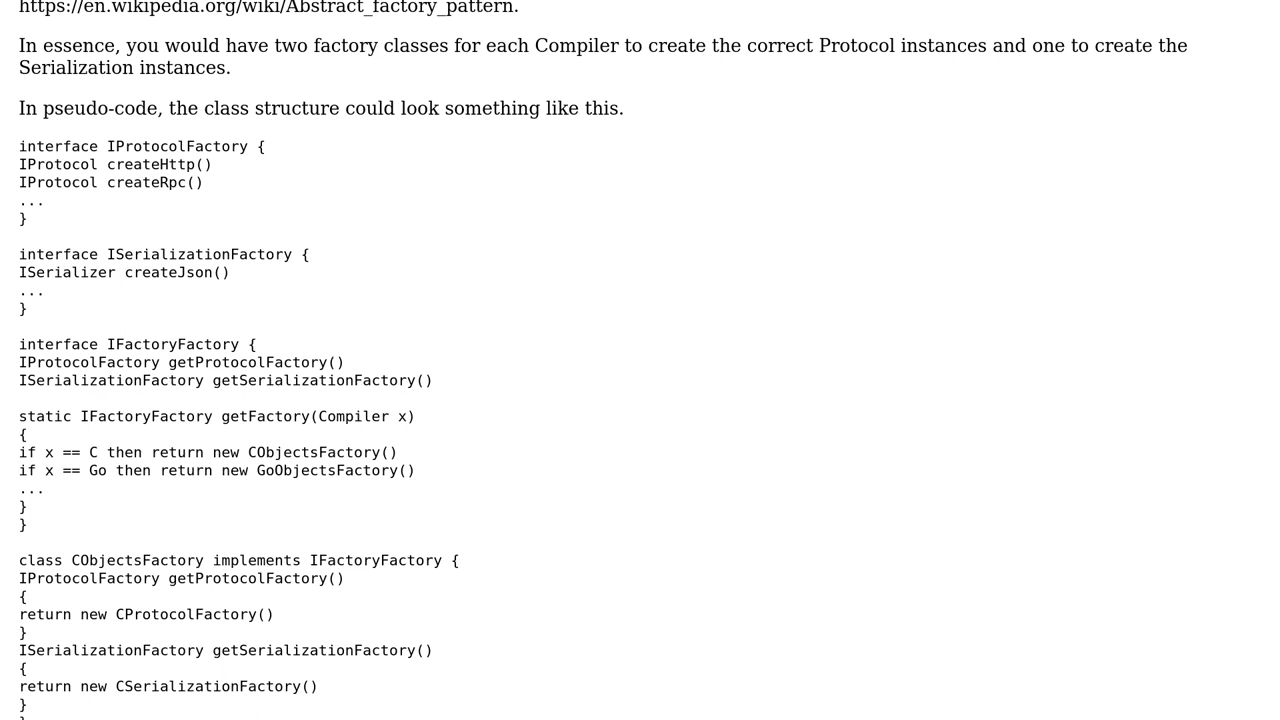 https://en.wikipedia.org/wiki/Abstract_factory_pattern.
In essence, you would have two factory classes for each Compiler to create the correct Protocol instances and one to create the
Serialization instances.
In pseudo-code, the class structure could look something like this.
interface IProtocolFactory {
IProtocol createHttp()
IProtocol createRpc()
...
}
interface ISerializationFactory {
ISerializer createJson()
...
}
interface IFactoryFactory {
IProtocolFactory getProtocolFactory()
ISerializationFactory getSerializationFactory()
static IFactoryFactory getFactory(Compiler x)
{
if x == C then return new CObjectsFactory()
if x == Go then return new GoObjectsFactory()
...
}
}
class CObjectsFactory implements IFactoryFactory {
IProtocolFactory getProtocolFactory()
{
return new CProtocolFactory()
}
ISerializationFactory getSerializationFactory()
{
return new CSerializationFactory()
}
}